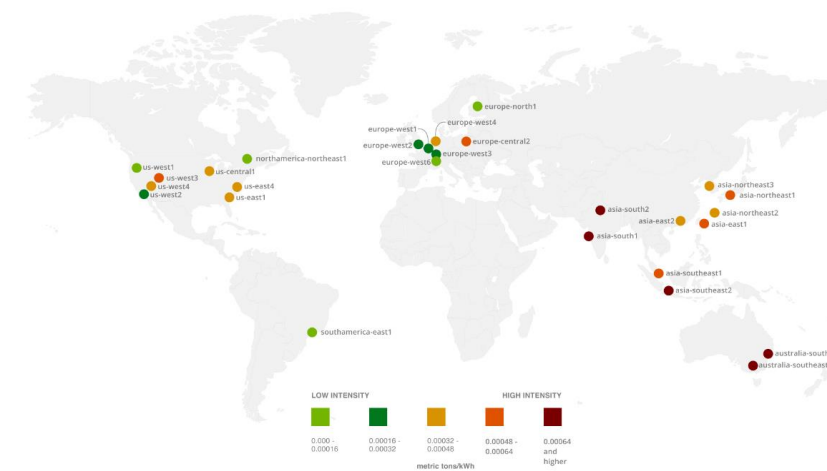 europe-north1
europe-west4
europe-west1
europe-west2
europe-central2
europe-west3
europe-west6
northamerica-northeast1
us-west1
us-central1
us-west3
us-west4
us-west2
us-east4
us-east1
asia-northeast3
asia-northeast1
asia-south2
asia-northeast2
asia-east2
asia-east1
asia-south1
asia-southeast1
asia-southeast2
southamerica-east1
australia-south
australia-southeast
LOW INTENSITY HIGH INTENSITY
0.000 -
0.00016
0.00016 -
0.00032
0.00032 -
0.00048
0.00048 -
0.00064
0.00064
and
higher
metric tons/kWh